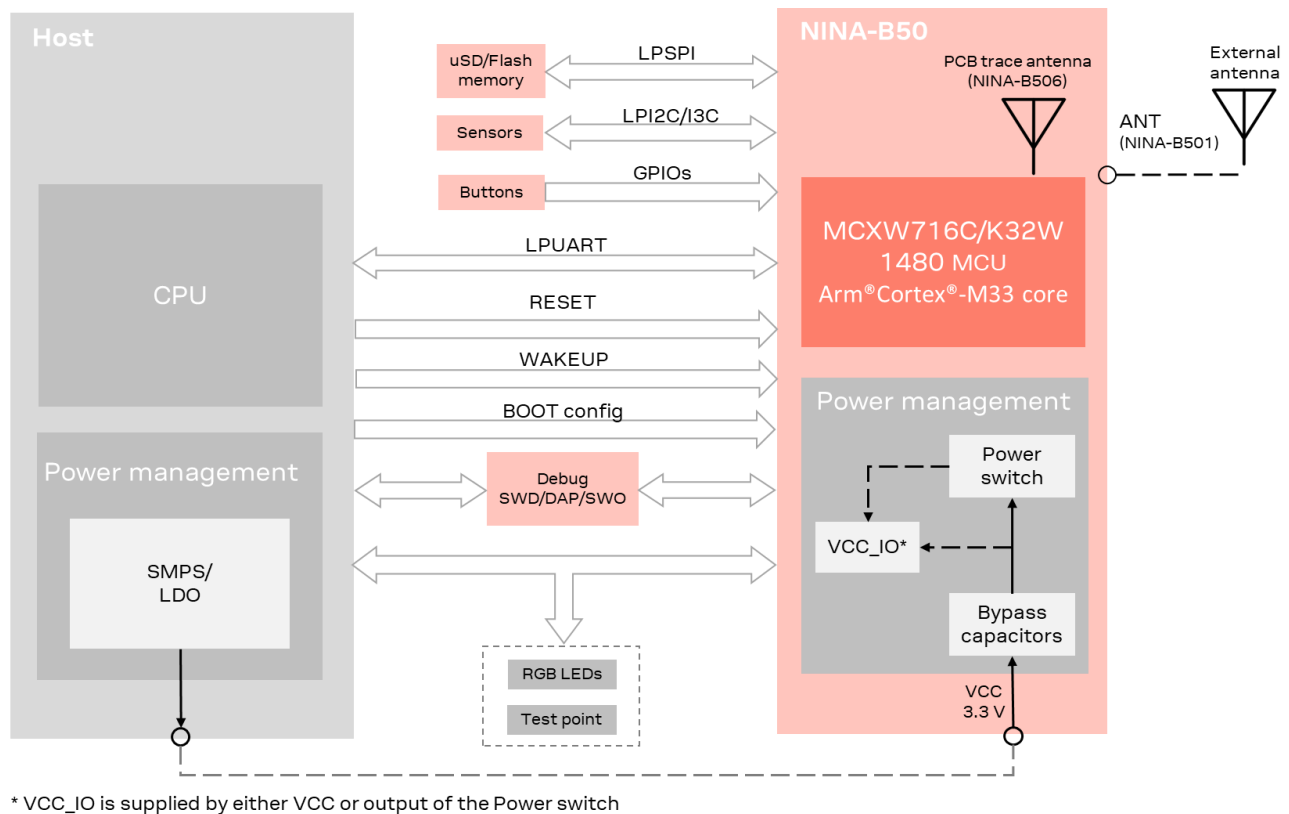 Host
NINA-B50
uSD/Flash
memory
LPSPI
PCB trace antenna
(NINA-B506)
External
antenna
Sensors
LPI2C/I3C
ANT
(NINA-B501)
Buttons
GPIOs
MCXW716C/K32W
1480 MCU
Arm®Cortex®-M33 core
CPU
LPUART
RESET
WAKEUP
BOOT config
Power management
Power management
Debug
SWD/DAP/SWO
Power
switch
VCC_IO*
SMPS/
LDO
Bypass
capacitors
RGB LEDs
Test point
VCC
3.3 V
* VCC_IO is supplied by either VCC or output of the Power switch